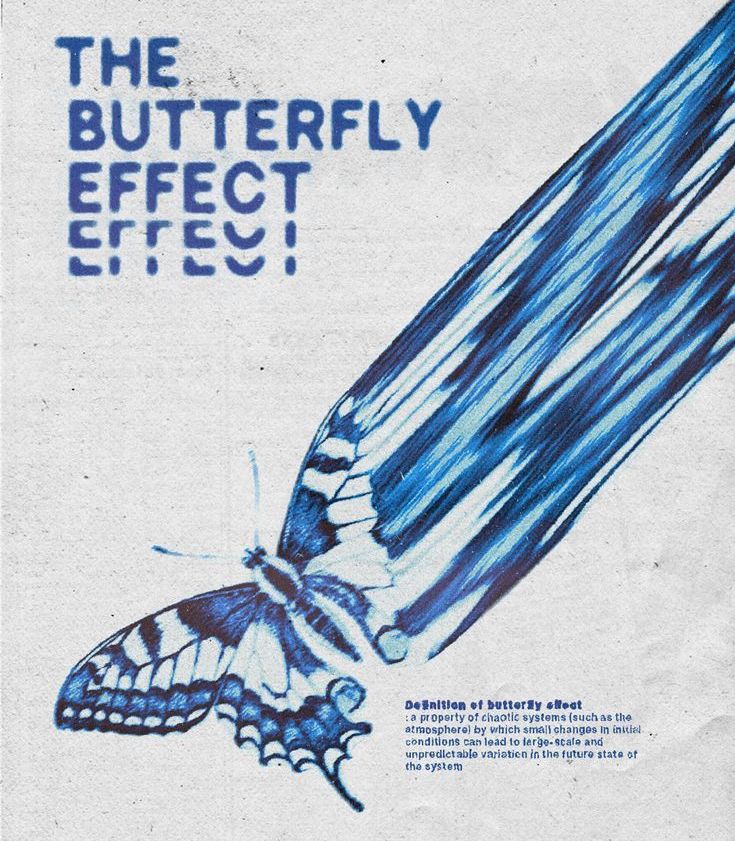 THE
BUTTERFLY
EFFECT
Definition of butterfly effect
: a property of chaotic systems (such as the
atmosphere) by which small changes in initial
conditions can lead to large-scale and
unpredictable variation in the future state of
the system